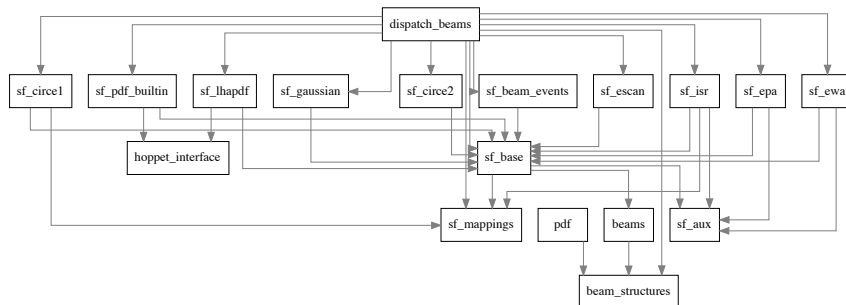 dispatch_beams
sf_circe1 sf_pdf_builtin sf_lhapdf sf_gaussian sf_circe2 sf_beam_events sf_escan sf_isr sf_epa sf_ewa
hoppet_interface sf_base
sf_mappings pdf beams sf_aux
beam_structures